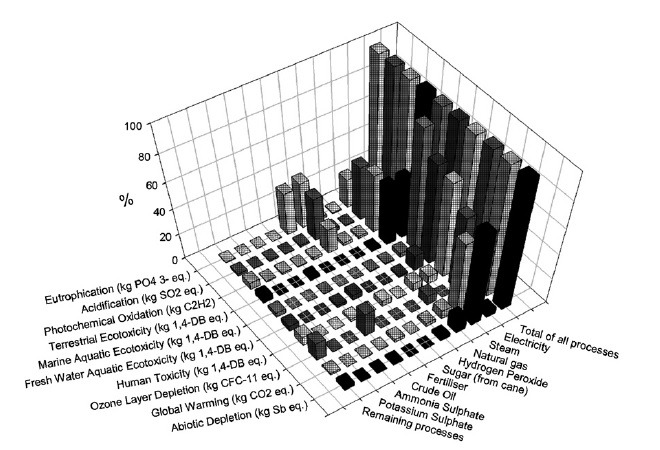 100
80
60
40
20
0
%
Eutrophication (kg PO4 3- eq.)
Acidification (kg SO2 eq.)
Photochemical Oxidation (kg C2H2)
Terrestrial Ecotoxicity (kg 1,4-DB eq.)
Marine Aquatic Ecotoxicity (kg 1,4-DB eq.)
Fresh Water Aquatic Ecotoxicity (kg 1,4-DB eq.)
Human Toxicity (kg 1,4-DB eq.)
Ozone Layer Depletion (kg CFC-11 eq.)
Global Warming (kg CO2 eq.)
Abiotic Depletion (kg Sb eq.)
Total of all processes
Electricity
Steam
Natural gas
Hydrogen Peroxide
Sugar (from cane)
Fertiliser
Crude Oil
Ammonia Sulphate
Potassium Sulphate
Remaining processes